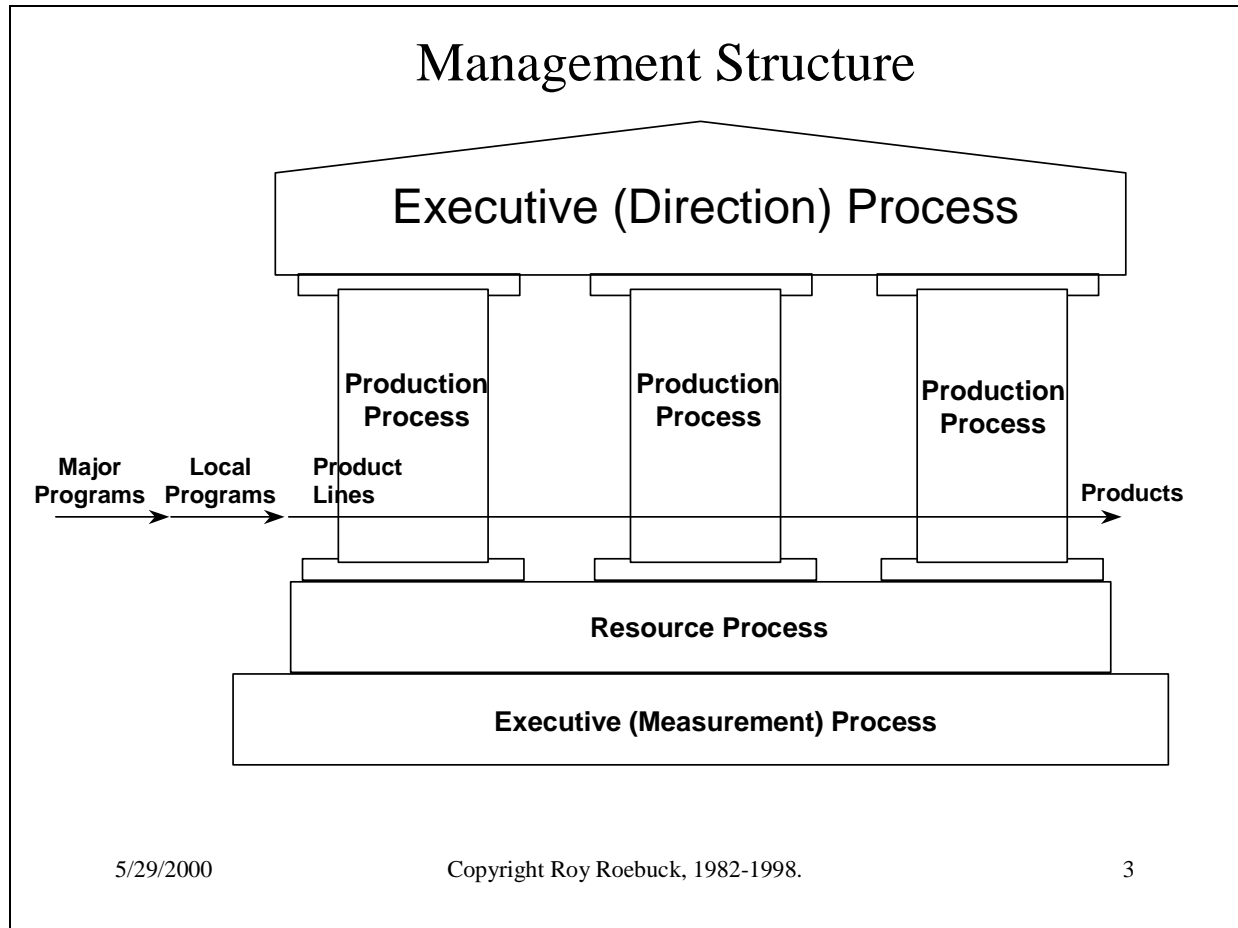 Management Structure
Executive (Direction) Process
Production
Process
Production
Process
Production
Process
Major
Programs
Local
Programs
Product
Lines
Products
Resource Process
Executive (Measurement) Process
5/29/2000
Copyright Roy Roebuck, 1982-1998.
3